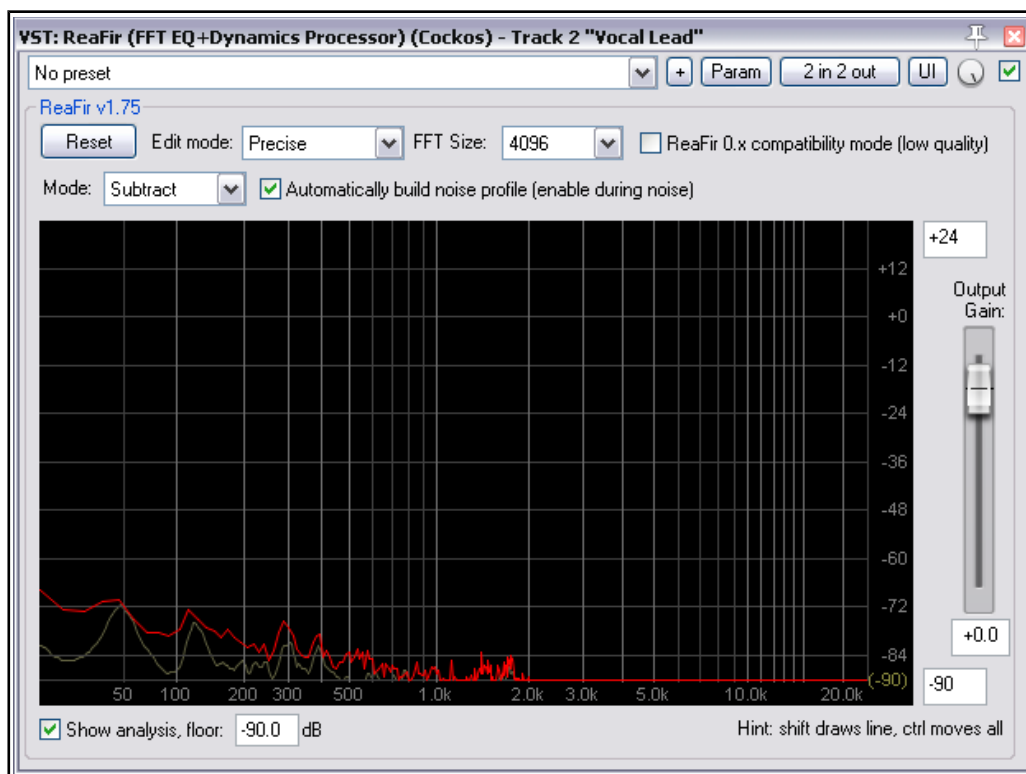 VST: ReaFir (FFT EQ+Dynamics Processor) (Cockos) - Track 2 "Vocal Lead"
No preset + Param 2 in 2 out UI
ReaFir v1.75
Reset Edit mode: Precise FFT Size: 4096 ReaFir 0.x compatibility mode (low quality)
Mode: Subtract Automatically build noise profile (enable during noise)
+24
+12
Output
Gain:
+0
-12
-24
-36
-48
-60
-72
+0.0
-84
(-90)
-90
50 100 200 300 500 1.0k 2.0k 3.0k 5.0k 10.0k 20.0k
Show analysis, floor: -90.0 dB Hint: shift draws line, ctrl moves all